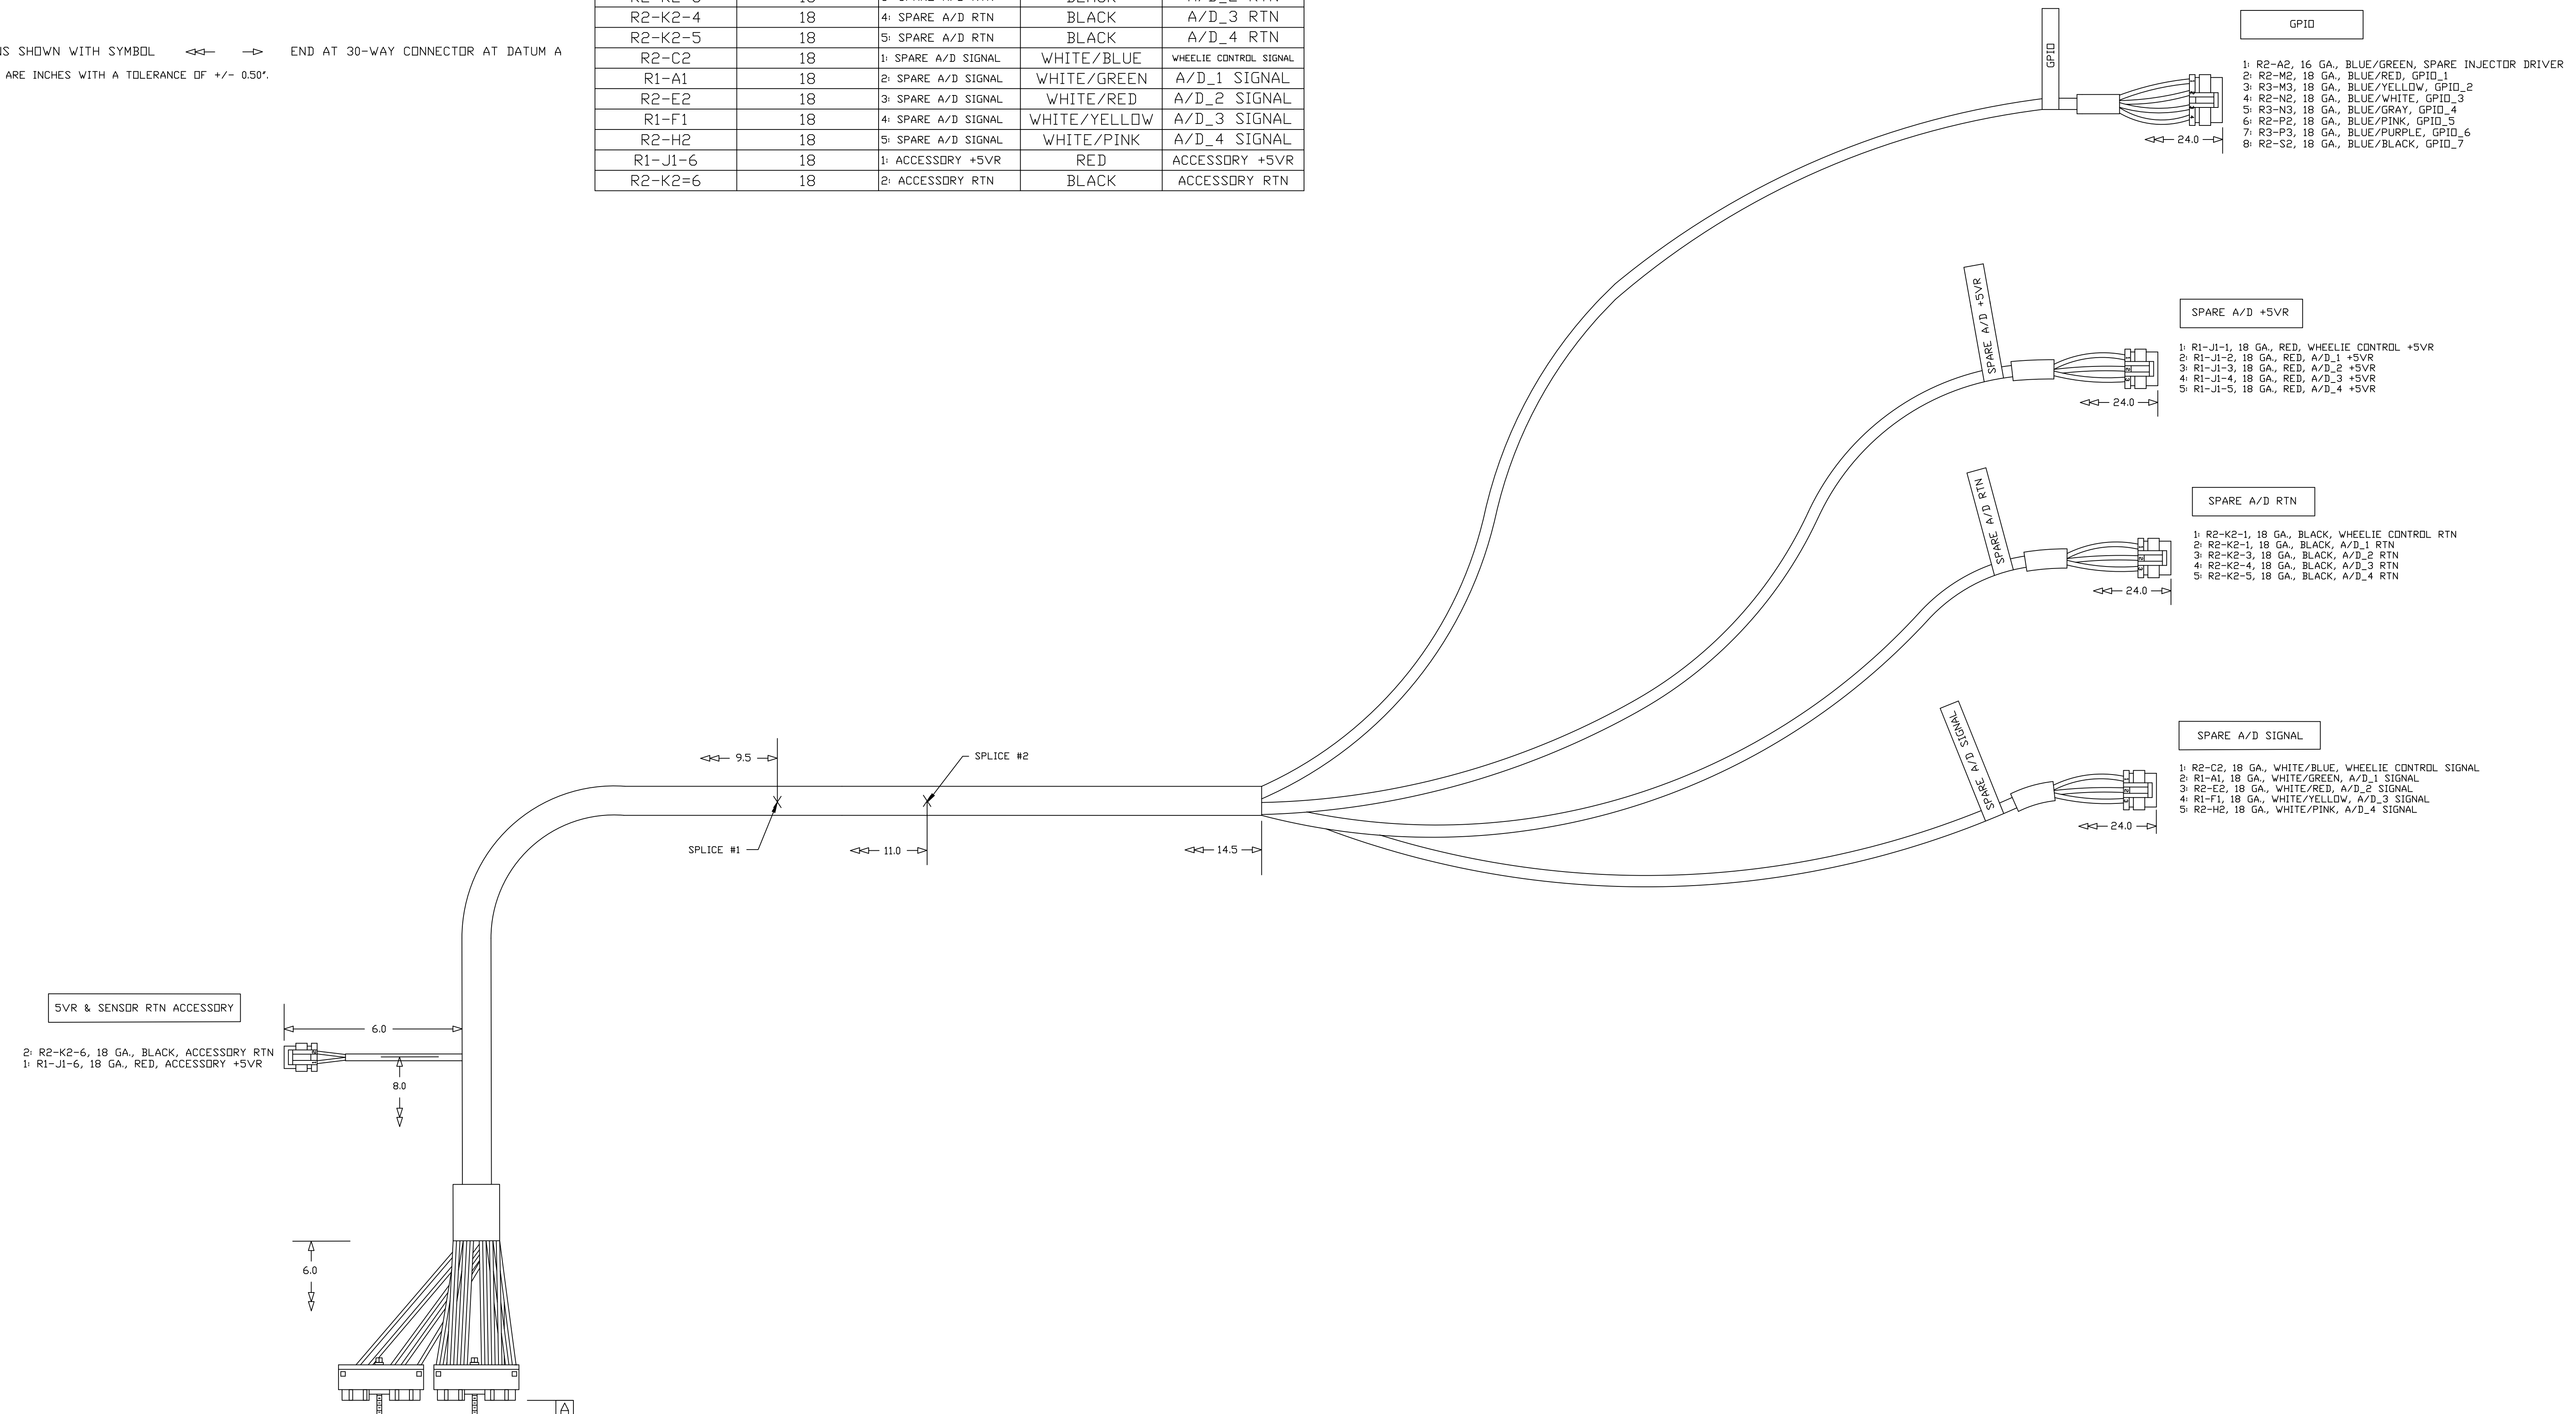 NS SHOWN WITH SYMBOL END AT 30-WAY CONNECTOR AT DATUM A
ARE INCHES WITH A TOLERANCE OF +/- 0.50".
R2-K2-4 18 4: SPARE A/D RTN BLACK A/D_3 RTN
R2-K2-5 18 5: SPARE A/D RTN BLACK A/D_4 RTN
R2-C2 18 1: SPARE A/D SIGNAL WHITE/BLUE WHEELIE CONTROL SIGNAL
R1-A1 18 2: SPARE A/D SIGNAL WHITE/GREEN A/D_1 SIGNAL
R2-E2 18 3: SPARE A/D SIGNAL WHITE/RED A/D_2 SIGNAL
R1-F1 18 4: SPARE A/D SIGNAL WHITE/YELLOW A/D_3 SIGNAL
R2-H2 18 5: SPARE A/D SIGNAL WHITE/PINK A/D_4 SIGNAL
R1-J1-6 18 1: ACCESSORY +5VR RED ACCESSORY +5VR
R2-K2=6 18 2: ACCESSORY RTN BLACK ACCESSORY RTN
GPIO
GPIO
1: R2-A2, 16 GA., BLUE/GREEN, SPARE INJECTOR DRIVER
2: R2-M2, 18 GA., BLUE/RED, GPIO_1
3: R3-M3, 18 GA., BLUE/YELLOW, GPIO_2
4: R2-N2, 18 GA., BLUE/WHITE, GPIO_3
5: R3-N3, 18 GA., BLUE/GRAY, GPIO_4
6: R2-P2, 18 GA., BLUE/PINK, GPIO_5
7: R3-P3, 18 GA., BLUE/PURPLE, GPIO_6
8: R2-S2, 18 GA., BLUE/BLACK, GPIO_7
24.0
SPARE A/D +5VR
SPARE A/D +5VR
1: R1-J1-1, 18 GA., RED, WHEELIE CONTROL +5VR
2: R1-J1-2, 18 GA., RED, A/D_1 +5VR
3: R1-J1-3, 18 GA., RED, A/D_2 +5VR
4: R1-J1-4, 18 GA., RED, A/D_3 +5VR
5: R1-J1-5, 18 GA., RED, A/D_4 +5VR
24.0
SPARE A/D RTN
SPARE A/D RTN
1: R2-K2-1, 18 GA., BLACK, WHEELIE CONTROL RTN
2: R2-K2-1, 18 GA., BLACK, A/D_1 RTN
3: R2-K2-3, 18 GA., BLACK, A/D_2 RTN
4: R2-K2-4, 18 GA., BLACK, A/D_3 RTN
5: R2-K2-5, 18 GA., BLACK, A/D_4 RTN
24.0
SPARE A/D SIGNAL
SPARE A/D SIGNAL
1: R2-C2, 18 GA., WHITE/BLUE, WHEELIE CONTROL SIGNAL
2: R1-A1, 18 GA., WHITE/GREEN, A/D_1 SIGNAL
3: R2-E2, 18 GA., WHITE/RED, A/D_2 SIGNAL
4: R1-F1, 18 GA., WHITE/YELLOW, A/D_3 SIGNAL
5: R2-H2, 18 GA., WHITE/PINK, A/D_4 SIGNAL
24.0
9.5
SPLICE #2
SPLICE #1
11.0
14.5
5VR & SENSOR RTN ACCESSORY
6.0
2: R2-K2-6, 18 GA., BLACK, ACCESSORY RTN
1: R1-J1-6, 18 GA., RED, ACCESSORY +5VR
8.0
6.0
A